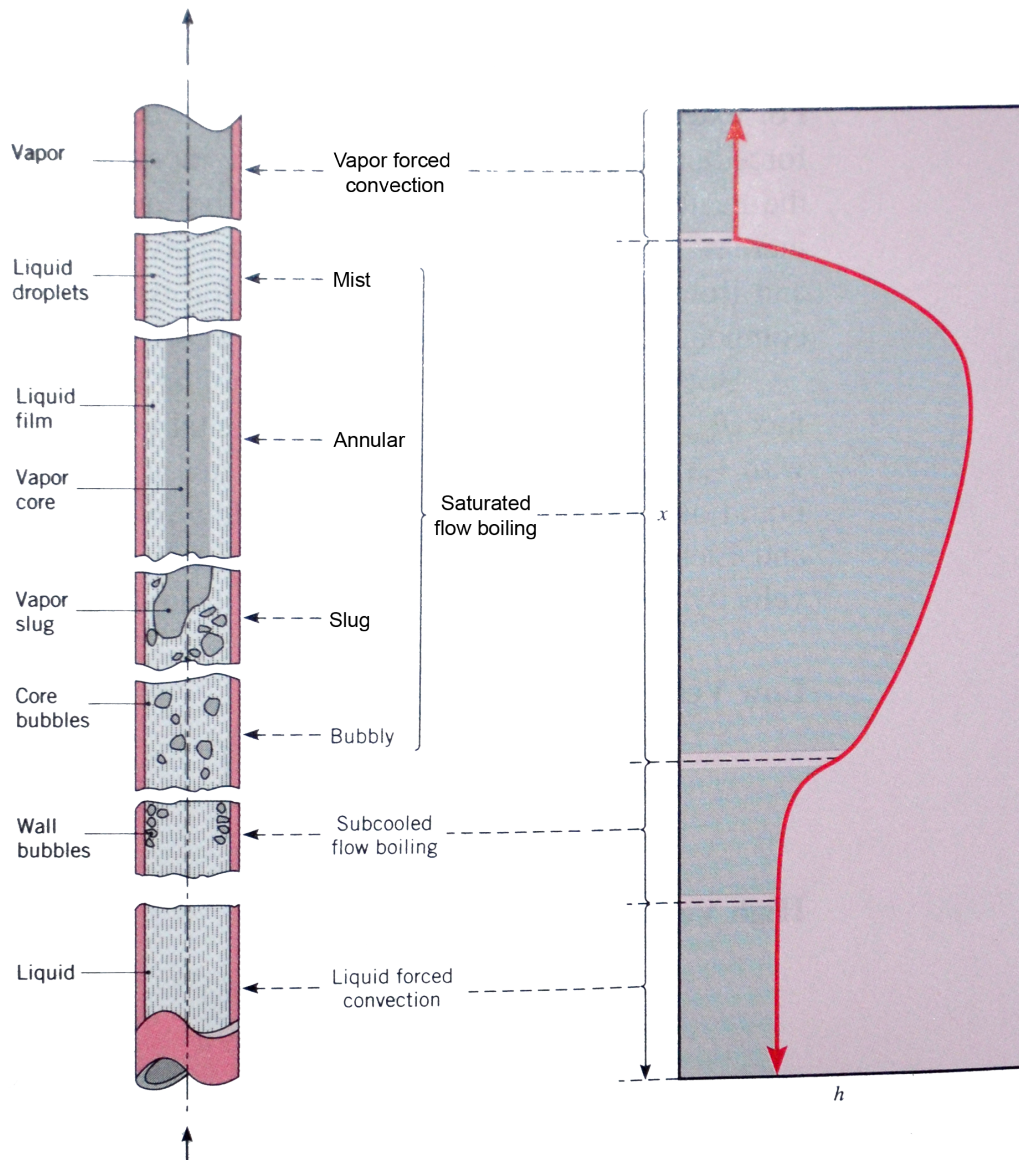 Vapor
Vapor forced
convection
Liquid
droplets
Mist
Liquid
film
Annular
Vapor
core
Saturated
flow boiling
x
Vapor
slug
Slug
Core
bubbles
Bubbly
Wall
bubbles
Subcooled
flow boiling
Liquid
Liquid forced
convection
h